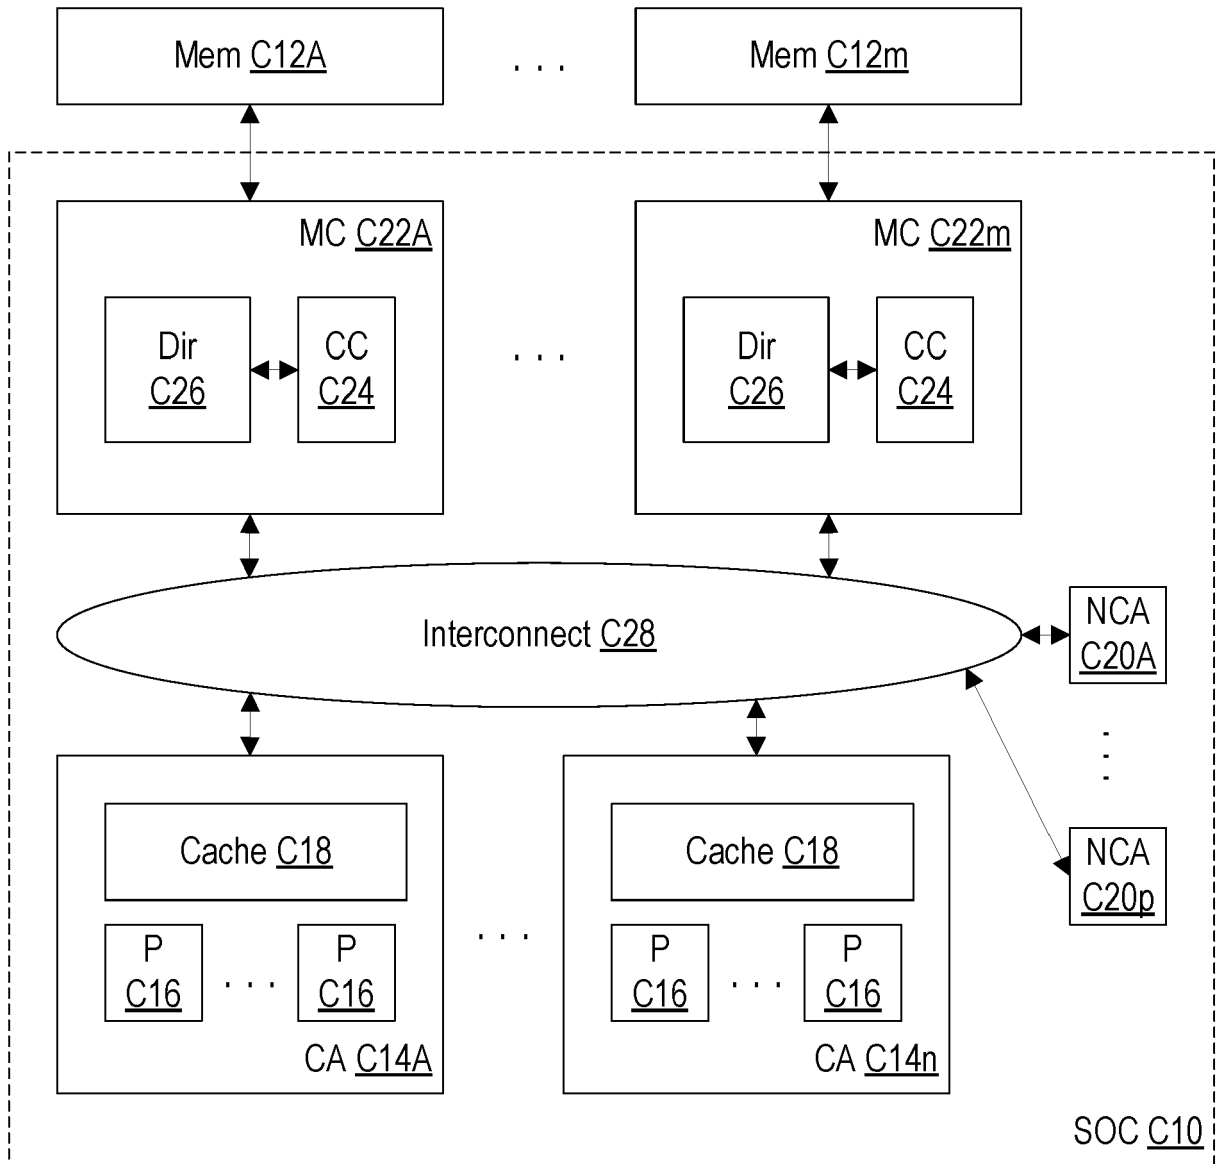 Mem C12A
. . .
Mem C12m
MC C22A
MC C22m
Dir
C26
CC
C24
. . .
Dir
C26
CC
C24
Interconnect C28
NCA
C20A
. . .
NCA
C20p
Cache C18
Cache C18
P
C16
. . .
P
C16
. . .
P
C16
. . .
P
C16
CA C14A
CA C14n
SOC C10